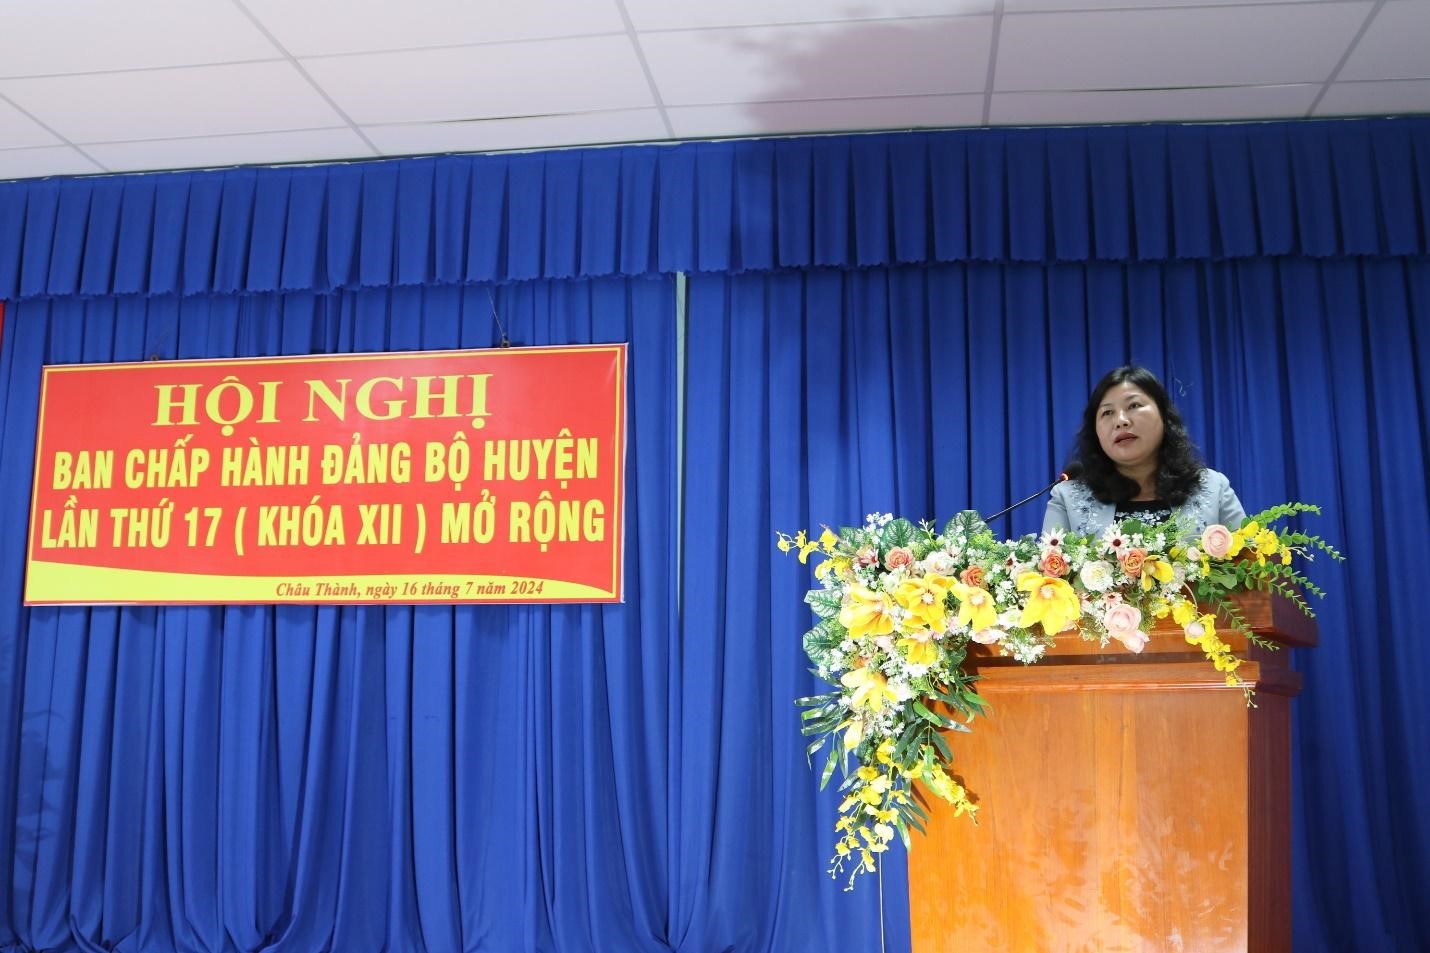 HỘI NGHỊ
BAN CHẤP HÀNH ĐẢNG BỘ HUYỆN
LẦN THỨ 17 ( KHÓA XII ) MỞ RỘNG
Châu Thành, ngày 16 tháng 7 năm 2024